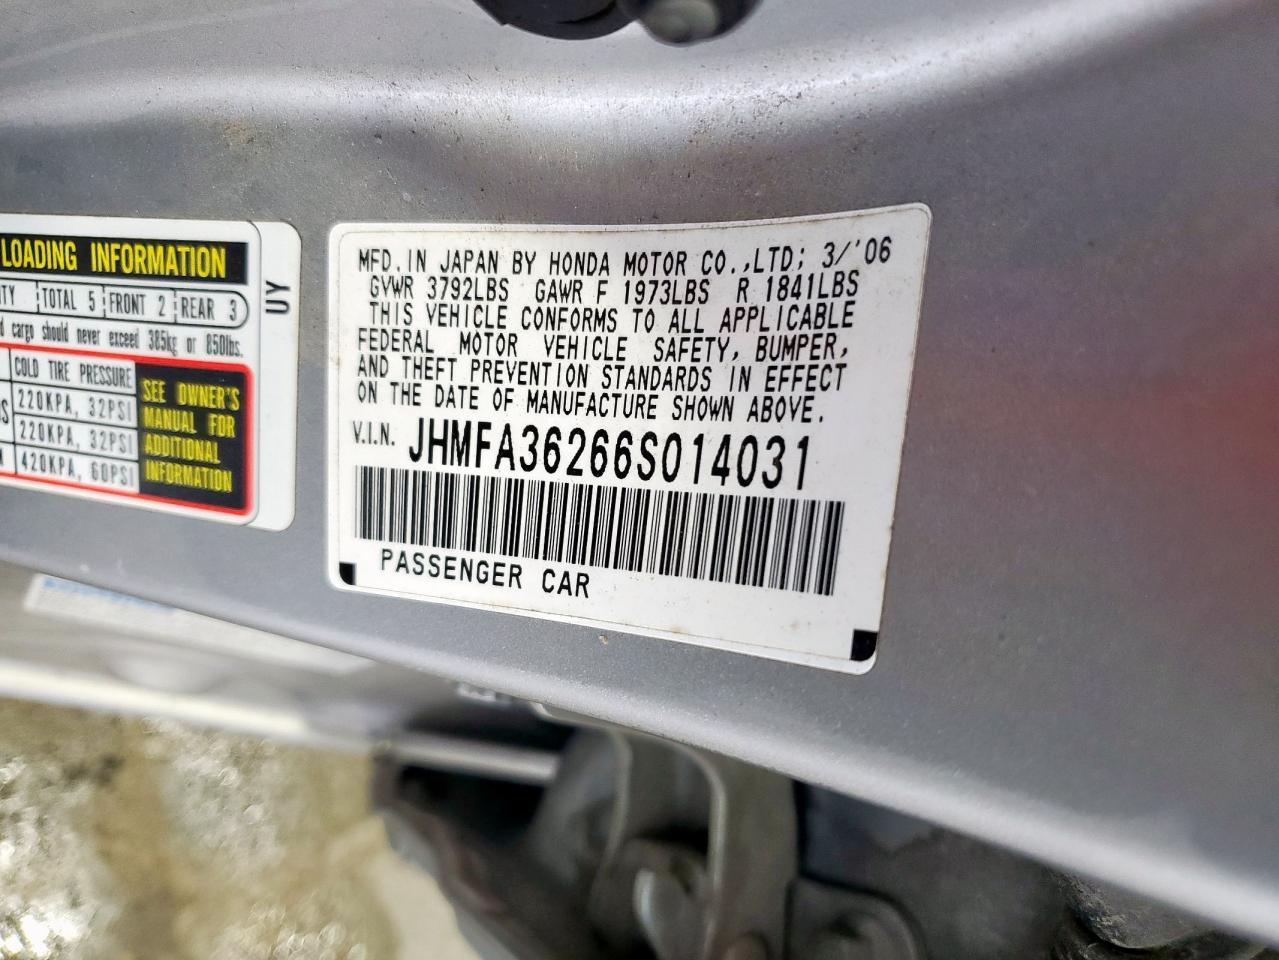 LOADING INFORMATION
TOTAL 5 FRONT 2 REAR 3
cargo should never exceed 385kg or 850lbs.
COLD TIRE PRESSURE
220KPA, 32PSI
220KPA, 32PSI
420KPA, 60PSI
SEE OWNER'S
MANUAL FOR
ADDITIONAL
INFORMATION
UY
MFD. IN JAPAN BY HONDA MOTOR CO.,LTD; 3/'06
GVWR 3792LBS GAWR F 1973LBS R 1841LBS
THIS VEHICLE CONFORMS TO ALL APPLICABLE
FEDERAL MOTOR VEHICLE SAFETY, BUMPER,
AND THEFT PREVENTION STANDARDS IN EFFECT
ON THE DATE OF MANUFACTURE SHOWN ABOVE.
V.I.N. JHMFA36266S014031
PASSENGER CAR